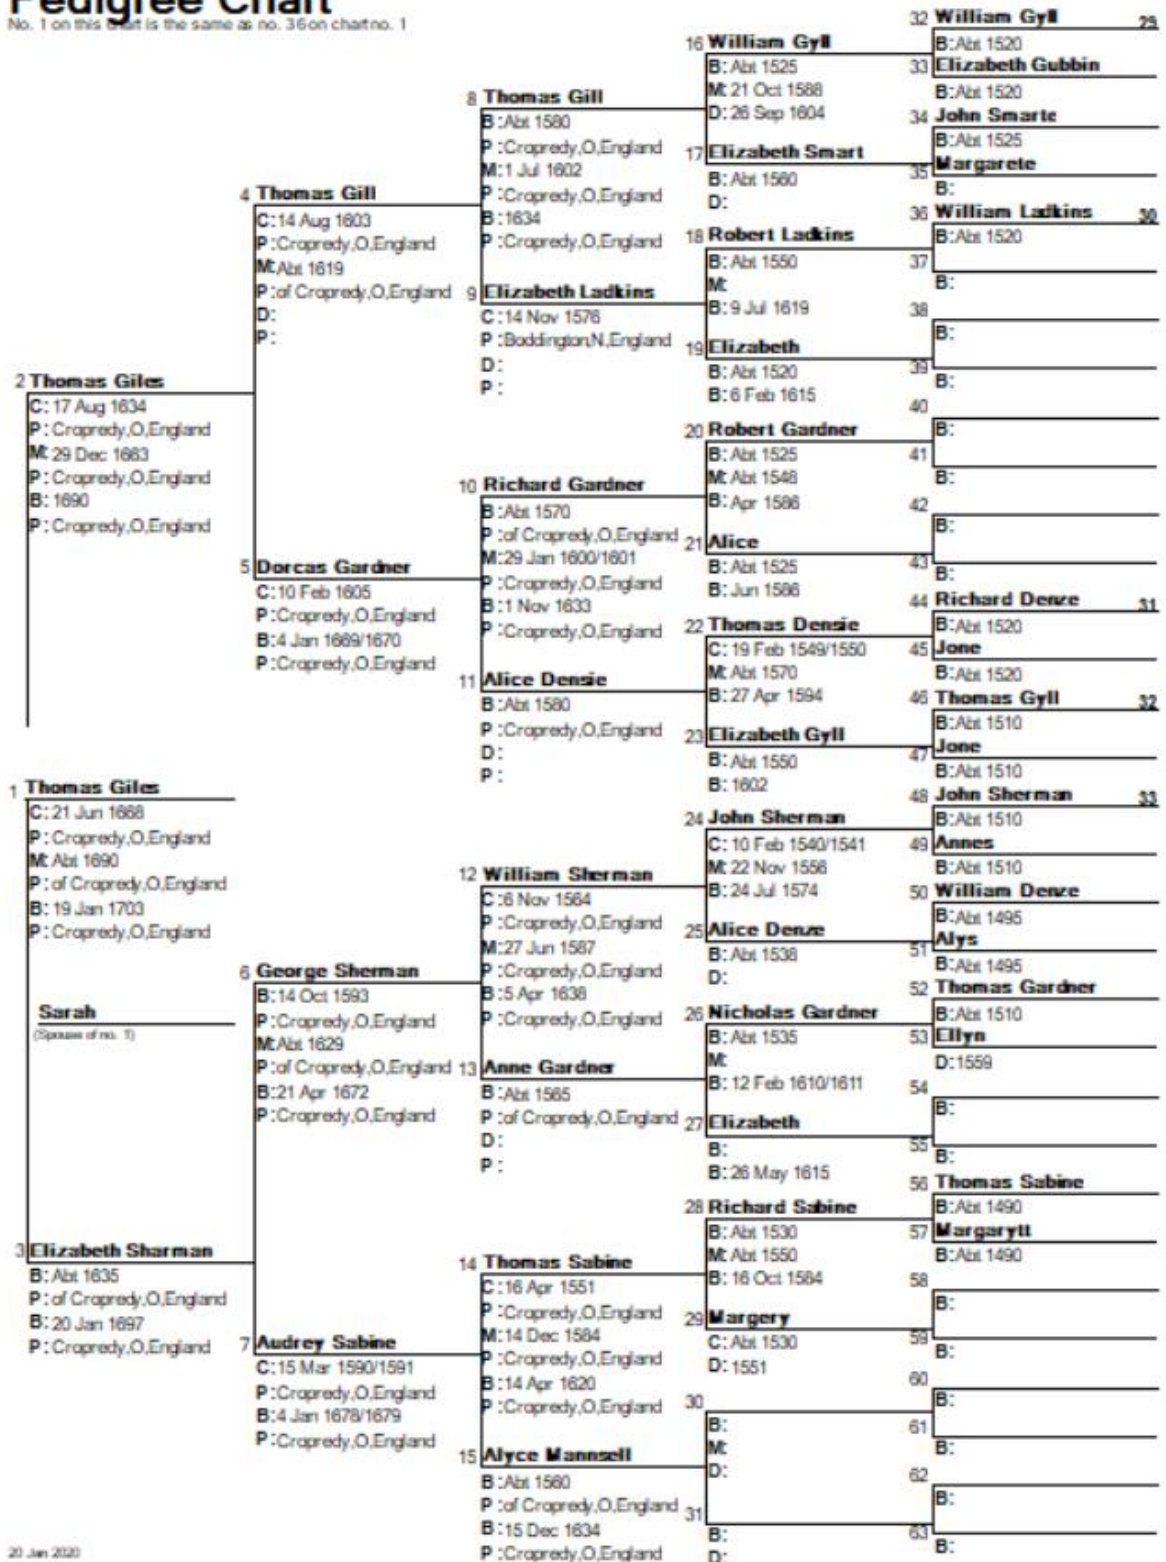 Pedigree Chart
No. 1 on this chart is the same as no. 36 on chart no. 1
2 Thomas Giles
C: 17 Aug 1634
P: Cropredy,O,England
M: 29 Dec 1663
P: Cropredy,O,England
B: 1690
P: Cropredy,O,England
1 Thomas Giles
C: 21 Jun 1668
P: Cropredy,O,England
M: Abt 1690
P: of Cropredy,O,England
B: 19 Jan 1703
P: Cropredy,O,England
Sarah
(Spouse of no. 1)
3 Elizabeth Sharman
B: Abt 1635
P: of Cropredy,O,England
B: 20 Jan 1697
P: Cropredy,O,England
20 Jan 2020
4 Thomas Gill
C: 14 Aug 1603
P: Cropredy,O,England
M: Abt 1619
P: of Cropredy,O,England
D:
P:
5 Dorcas Gardner
C: 10 Feb 1605
P: Cropredy,O,England
B: 4 Jan 1669/1670
P: Cropredy,O,England
6 George Sherman
B: 14 Oct 1593
P: Cropredy,O,England
M: Abt 1629
P: of Cropredy,O,England
B: 21 Apr 1672
P: Cropredy,O,England
7 Audrey Sabine
C: 15 Mar 1590/1591
P: Cropredy,O,England
B: 4 Jan 1678/1679
P: Cropredy,O,England
8 Thomas Gill
B: Abt 1580
P: Cropredy,O,England
M: 1 Jul 1602
P: Cropredy,O,England
B: 1634
P: Cropredy,O,England
9 Elizabeth Ladkins
C: 14 Nov 1576
P: Boddington,N,England
D:
P:
10 Richard Gardner
B: Abt 1570
P: of Cropredy,O,England
M: 29 Jan 1600/1601
P: Cropredy,O,England
B: 1 Nov 1633
P: Cropredy,O,England
11 Alice Densie
B: Abt 1580
P: Cropredy,O,England
D:
P:
12 William Sherman
C: 6 Nov 1564
P: Cropredy,O,England
M: 27 Jun 1587
P: Cropredy,O,England
B: 5 Apr 1638
P: Cropredy,O,England
13 Anne Gardner
B: Abt 1565
P: of Cropredy,O,England
D:
P:
14 Thomas Sabine
C: 16 Apr 1551
P: Cropredy,O,England
M: 14 Dec 1584
P: Cropredy,O,England
B: 14 Apr 1620
P: Cropredy,O,England
15 Alyce Mannsell
B: Abt 1560
P: of Cropredy,O,England
B: 15 Dec 1634
P: Cropredy,O,England
16 William Gyll
B: Abt 1525
M: 21 Oct 1588
D: 26 Sep 1604
17 Elizabeth Smart
B: Abt 1560
D:
18 Robert Ladkins
B: Abt 1550
M:
B: 9 Jul 1619
19 Elizabeth
B: Abt 1520
B: 6 Feb 1615
20 Robert Gardner
B: Abt 1525
M: Abt 1548
B: Apr 1586
21 Alice
B: Abt 1525
B: Jun 1586
22 Thomas Densie
C: 19 Feb 1549/1550
M: Abt 1570
B: 27 Apr 1594
23 Elizabeth Gyll
B: Abt 1550
B: 1602
24 John Sherman
C: 10 Feb 1540/1541
M: 22 Nov 1556
B: 24 Jul 1574
25 Alice Denze
B: Abt 1538
D:
26 Nicholas Gardner
B: Abt 1535
M:
B: 12 Feb 1610/1611
27 Elizabeth
B:
B: 26 May 1615
28 Richard Sabine
B: Abt 1530
M: Abt 1550
B: 16 Oct 1584
29 Margery
C: Abt 1530
D: 1551
30
B:
M:
D:
31
B:
D:
32 William Gyll 29
B: Abt 1520
33 Elizabeth Gubbin
B: Abt 1520
34 John Smarte
B: Abt 1525
35 Margarete
B:
36 William Ladkins 30
B: Abt 1520
37
B:
38
B:
39
B:
40
B:
41
B:
42
B:
43
B:
44 Richard Denze 31
B: Abt 1520
45 Jone
B: Abt 1520
46 Thomas Gyll 32
B: Abt 1510
47 Jone
B: Abt 1510
48 John Sherman 33
B: Abt 1510
49 Annes
B: Abt 1510
50 William Denze
B: Abt 1495
51 Alys
B: Abt 1495
52 Thomas Gardner
B: Abt 1510
53 Ellyn
D: 1559
54
B:
55
B:
56 Thomas Sabine
B: Abt 1490
57 Margarytt
B: Abt 1490
58
B:
59
B:
60
B:
61
B:
62
B:
63
B: